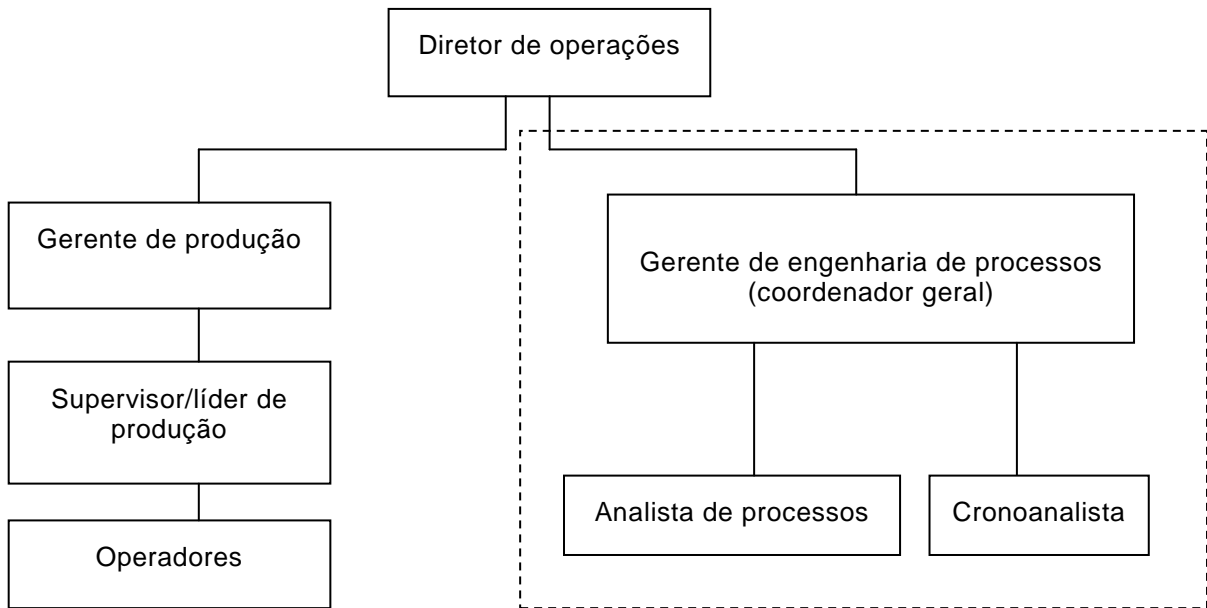 Diretor de operações
Gerente de produção
Gerente de engenharia de processos
(coordenador geral)
Supervisor/líder de
produção
Analista de processos
Cronoanalista
Operadores